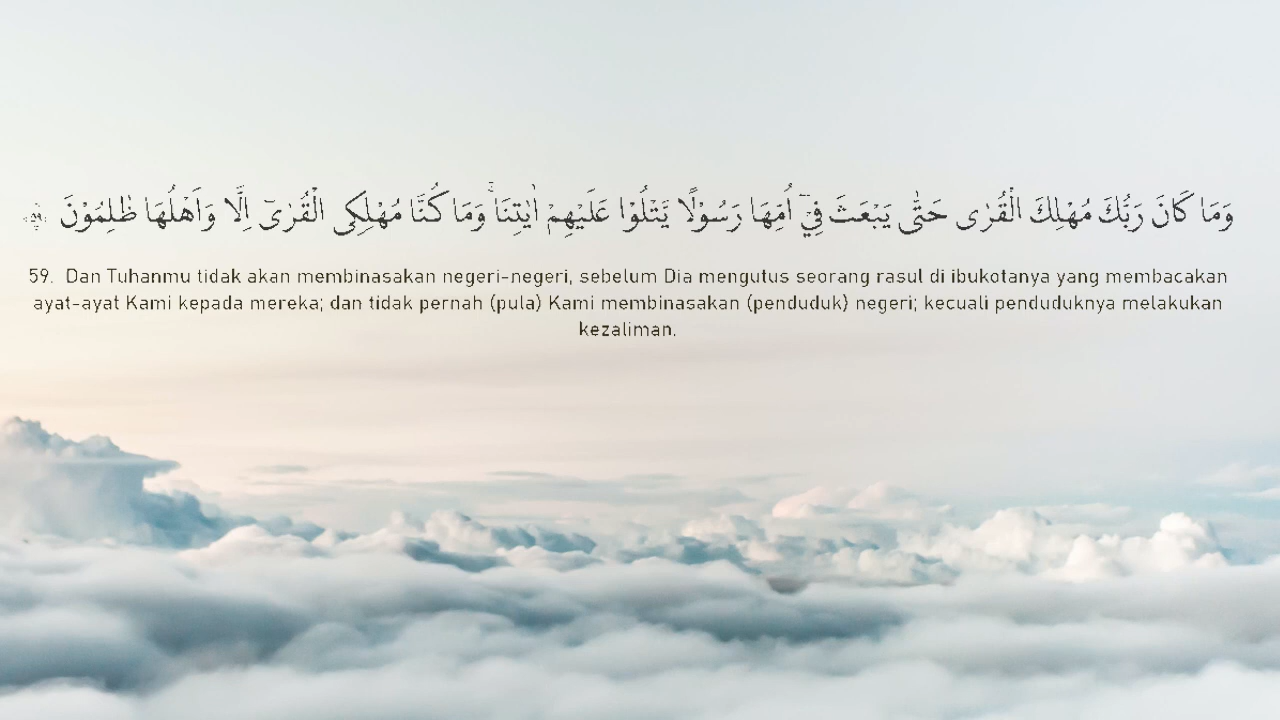 وَمَا كَانَ رَبُّكَ مُهْلِكَ الْقُرٰى حَتّٰى يَبْعَثَ فِيْٓ اُمِّهَا رَسُوْلًا يَّتْلُوْا عَلَيْهِمْ اٰيٰتِنَاۚ وَمَا كُنَّا مُهْلِكِى الْقُرٰىٓ اِلَّا وَاَهْلُهَا ظٰلِمُوْنَ ﴿٥٩﴾
59. Dan Tuhanmu tidak akan membinasakan negeri-negeri, sebelum Dia mengutus seorang rasul di ibukotanya yang membacakan
ayat-ayat Kami kepada mereka; dan tidak pernah (pula) Kami membinasakan (penduduk) negeri; kecuali penduduknya melakukan
kezaliman.